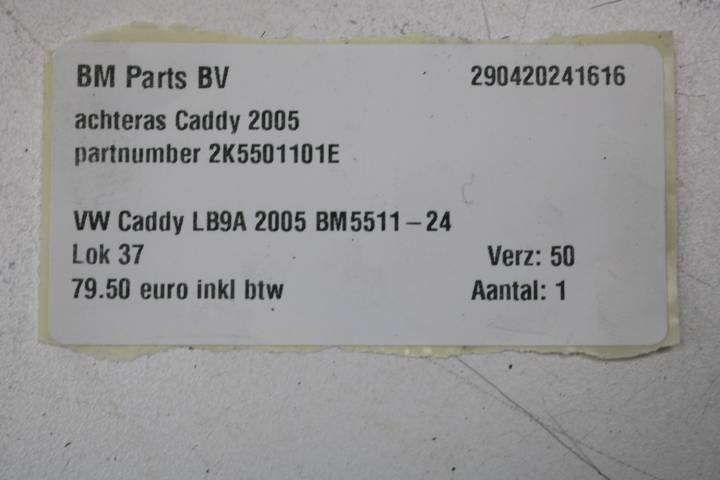 BM Parts BV 290420241616
achteras Caddy 2005
partnumber 2K5501101E
VW Caddy LB9A 2005 BM5511-24
Lok 37 Verz: 50
79.50 euro inkl btw Aantal: 1